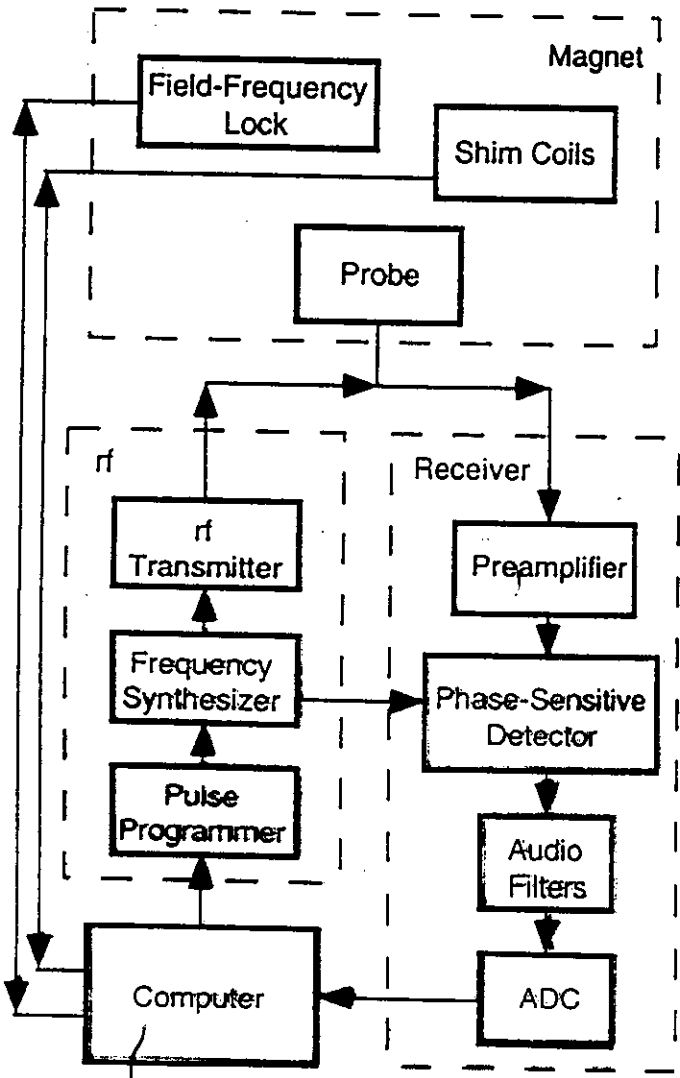 Magnet
Field-Frequency
Lock
Shim Coils
Probe
rf
rf
Transmitter
Frequency
Synthesizer
Pulse
Programmer
Computer
Receiver
Preamplifier
Phase-Sensitive
Detector
Audio
Filters
ADC